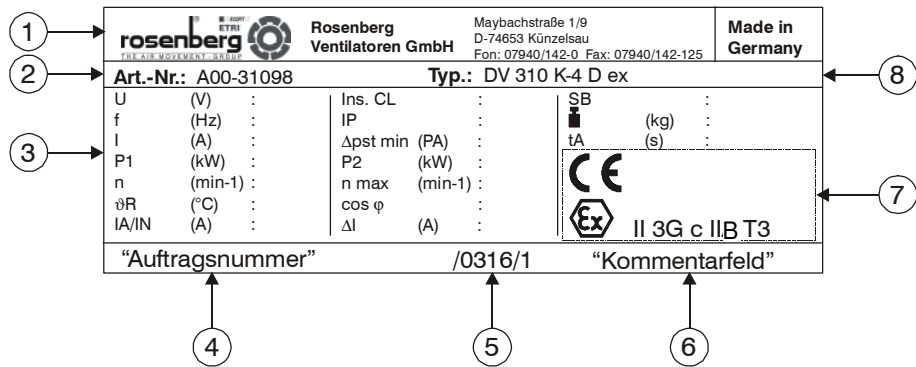 1
■ ECOFIT
ETRI
rosenberg
THE AIR MOVEMENT - GROUP
Rosenberg
Ventilatoren GmbH
Maybachstraße 1/9
D-74653 Künzelsau
Fon: 07940/142-0 Fax: 07940/142-125
Made in
Germany
2
Art.-Nr.: A00-31098 Typ.: DV 310 K-4 D ex
8
3
U (V) :
f (Hz) :
I (A) :
P1 (kW) :
n (min-1) :
ϑR (°C) :
IA/IN (A) :
Ins. CL :
IP :
Δpst min (PA) :
P2 (kW) :
n max (min-1) :
cos φ :
ΔI (A) :
SB :
(kg) :
tA (s) :
CE
Ex II 3G c IIB T3
7
"Auftragsnummer" /0316/1 "Kommentarfeld"
4 5 6